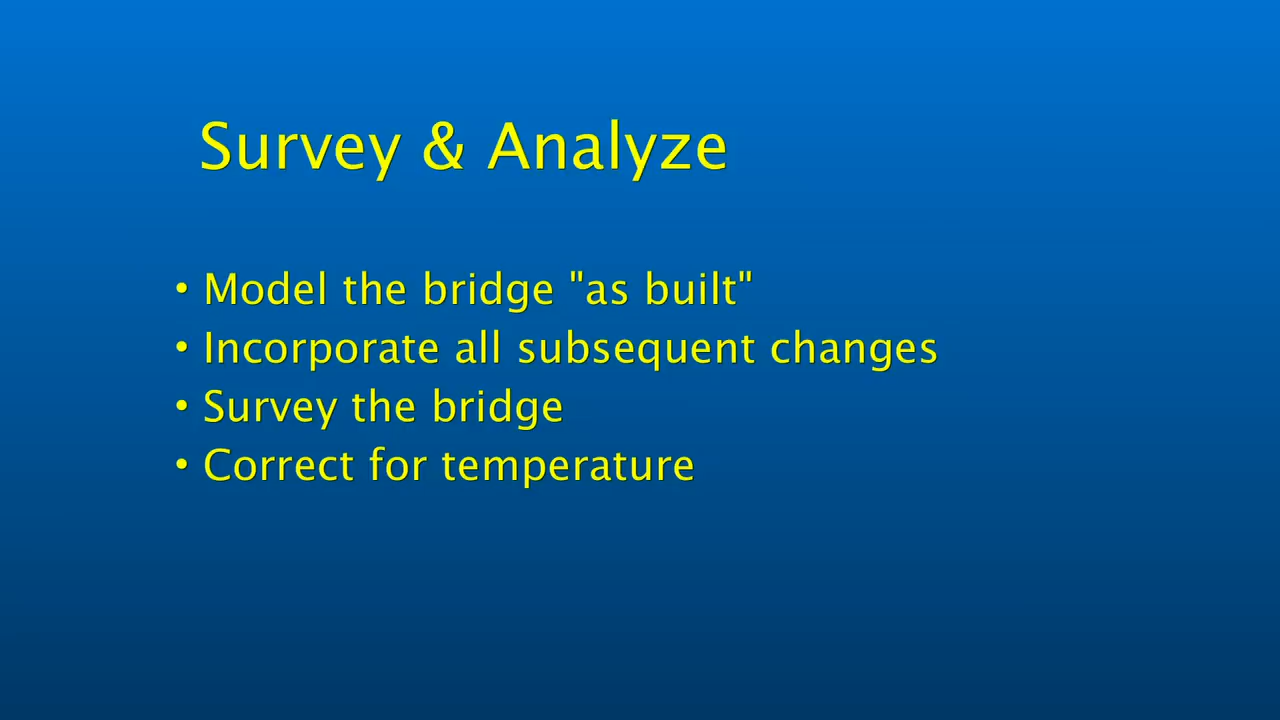 Survey & Analyze
• Model the bridge "as built"
• Incorporate all subsequent changes
• Survey the bridge
• Correct for temperature